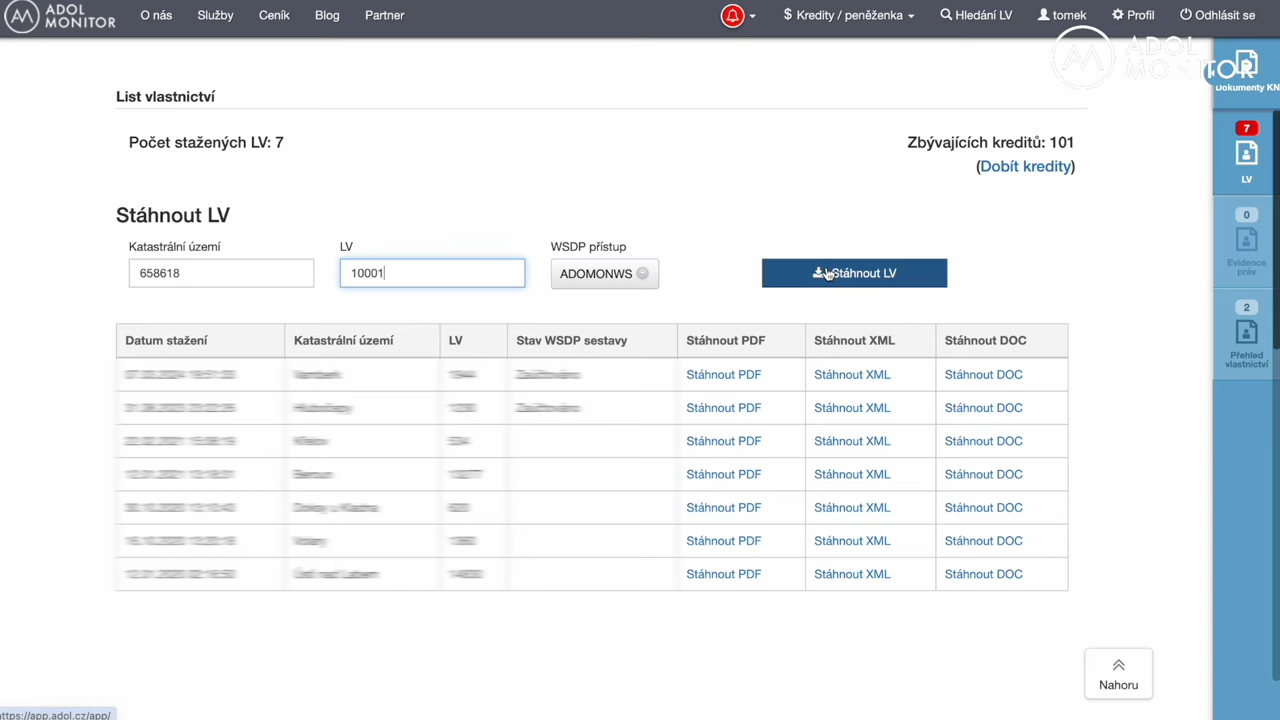 ADOL MONITOR
O nás
Služby
Ceník
Blog
Partner
$ Kredity / peněženka
Hledání LV
tomek
Profil
Odhlásit se
ADOL MONITOR
Dokumenty KN
List vlastnictví
Počet stažených LV: 7
Zbývajících kreditů: 101
(Dobít kredity)
7
LV
0
Evidence práv
2
Přehled vlastnictví
Stáhnout LV
Katastrální území
LV
WSDP přístup
658618
10001
ADOMONWS
Stáhnout LV
Datum stažení Katastrální území LV Stav WSDP sestavy Stáhnout PDF Stáhnout XML Stáhnout DOC
Stáhnout PDF Stáhnout XML Stáhnout DOC
Stáhnout PDF Stáhnout XML Stáhnout DOC
Stáhnout PDF Stáhnout XML Stáhnout DOC
Stáhnout PDF Stáhnout XML Stáhnout DOC
Stáhnout PDF Stáhnout XML Stáhnout DOC
Stáhnout PDF Stáhnout XML Stáhnout DOC
Stáhnout PDF Stáhnout XML Stáhnout DOC
Nahoru
https://app.adol.cz/app/